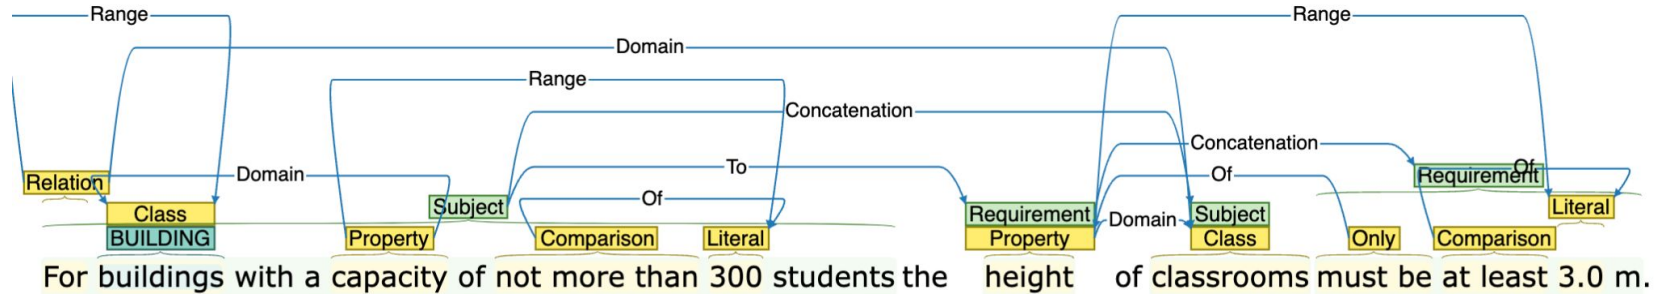 Range Range
Domain
Range
Concatenation
Concatenation
Relation Domain To Of Requirement Of
Class Subject Of Requirement Domain Subject Literal
BUILDING Property Comparison Literal Property Class Only Comparison
For buildings with a capacity of not more than 300 students the height of classrooms must be at least 3.0 m.